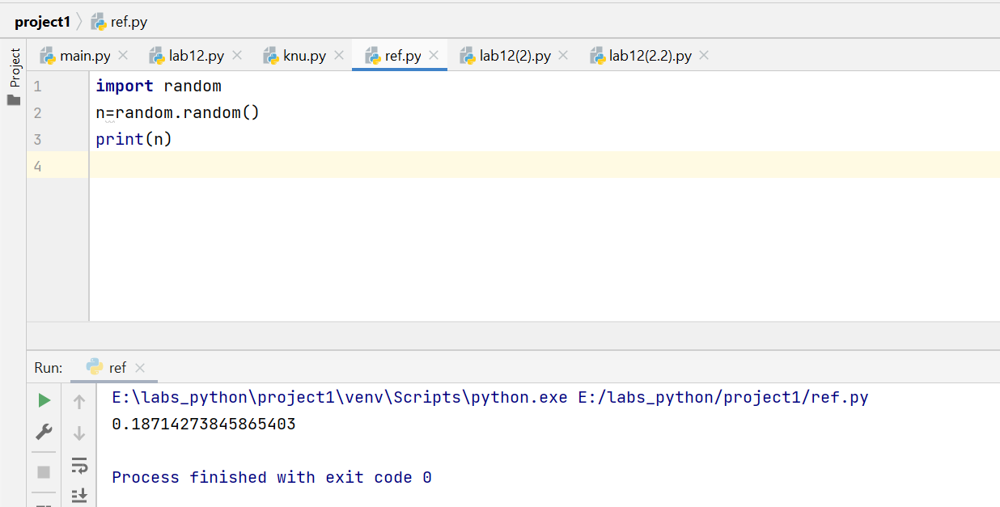 project1 ref.py
Project
main.py lab12.py knu.py ref.py lab12(2).py lab12(2.2).py
1 import random
2 n=random.random()
3 print(n)
4
Run: ref
E:\labs_python\project1\venv\Scripts\python.exe E:/labs_python/project1/ref.py
0.18714273845865403
Process finished with exit code 0